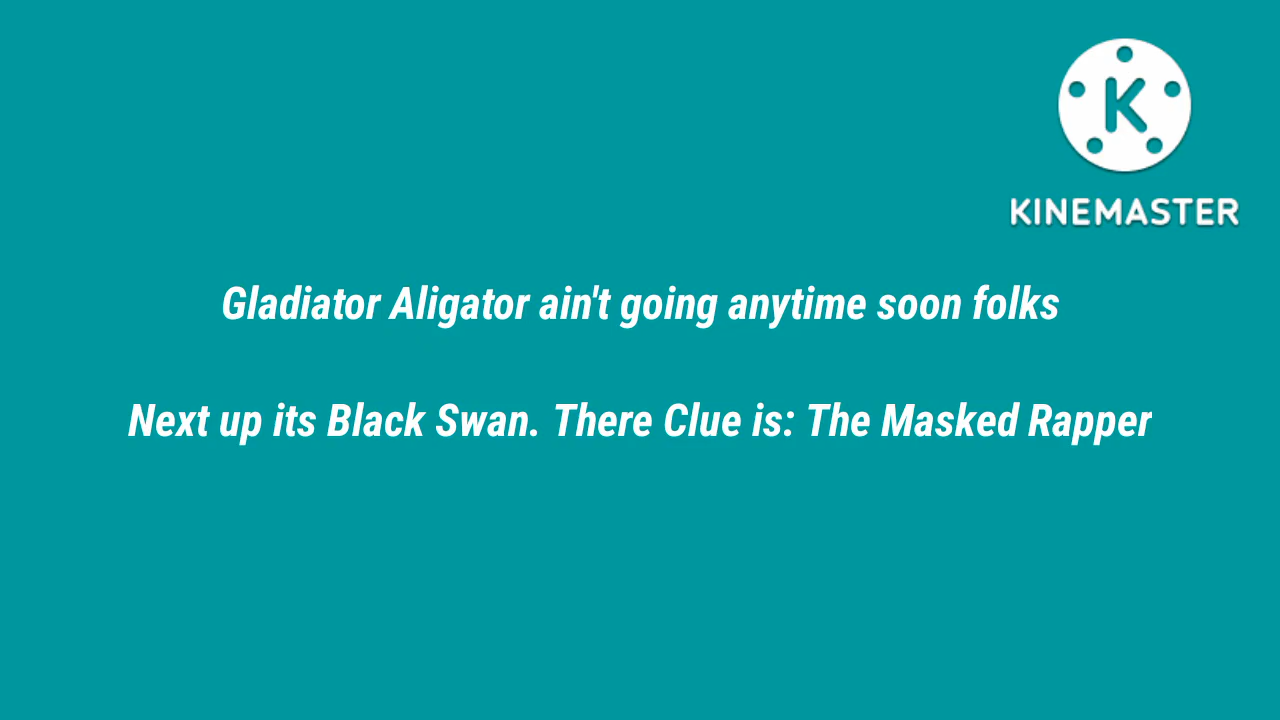 K
KINEMASTER
Gladiator Aligator ain't going anytime soon folks
Next up its Black Swan. There Clue is: The Masked Rapper